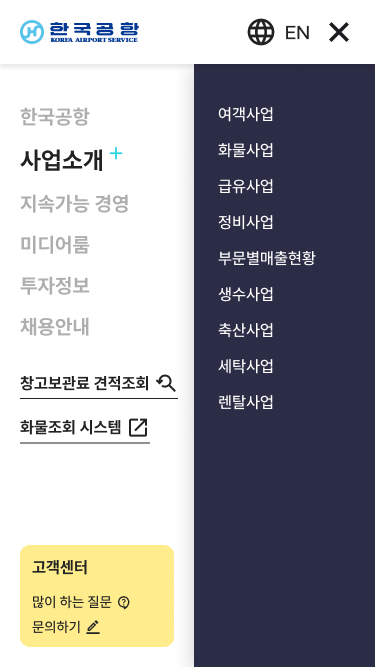 한국공항
KOREA AIRPORT SERVICE
EN
한국공항
사업소개
지속가능 경영
미디어룸
투자정보
채용안내
창고보관료 견적조회
화물조회 시스템
고객센터
많이 하는 질문
문의하기
여객사업
화물사업
급유사업
정비사업
부문별매출현황
생수사업
축산사업
세탁사업
렌탈사업